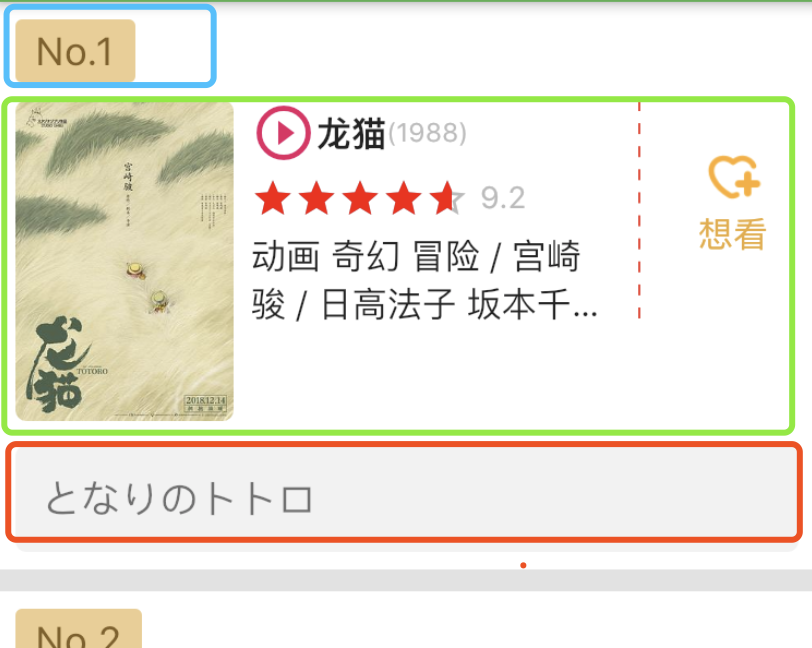 No.1
宫崎骏
龙猫
TOTORO
2018.12.14
龙猫(1988)
9.2
动画 奇幻 冒险 / 宫崎
骏 / 日高法子 坂本千...
想看
となりのトトロ
No.2